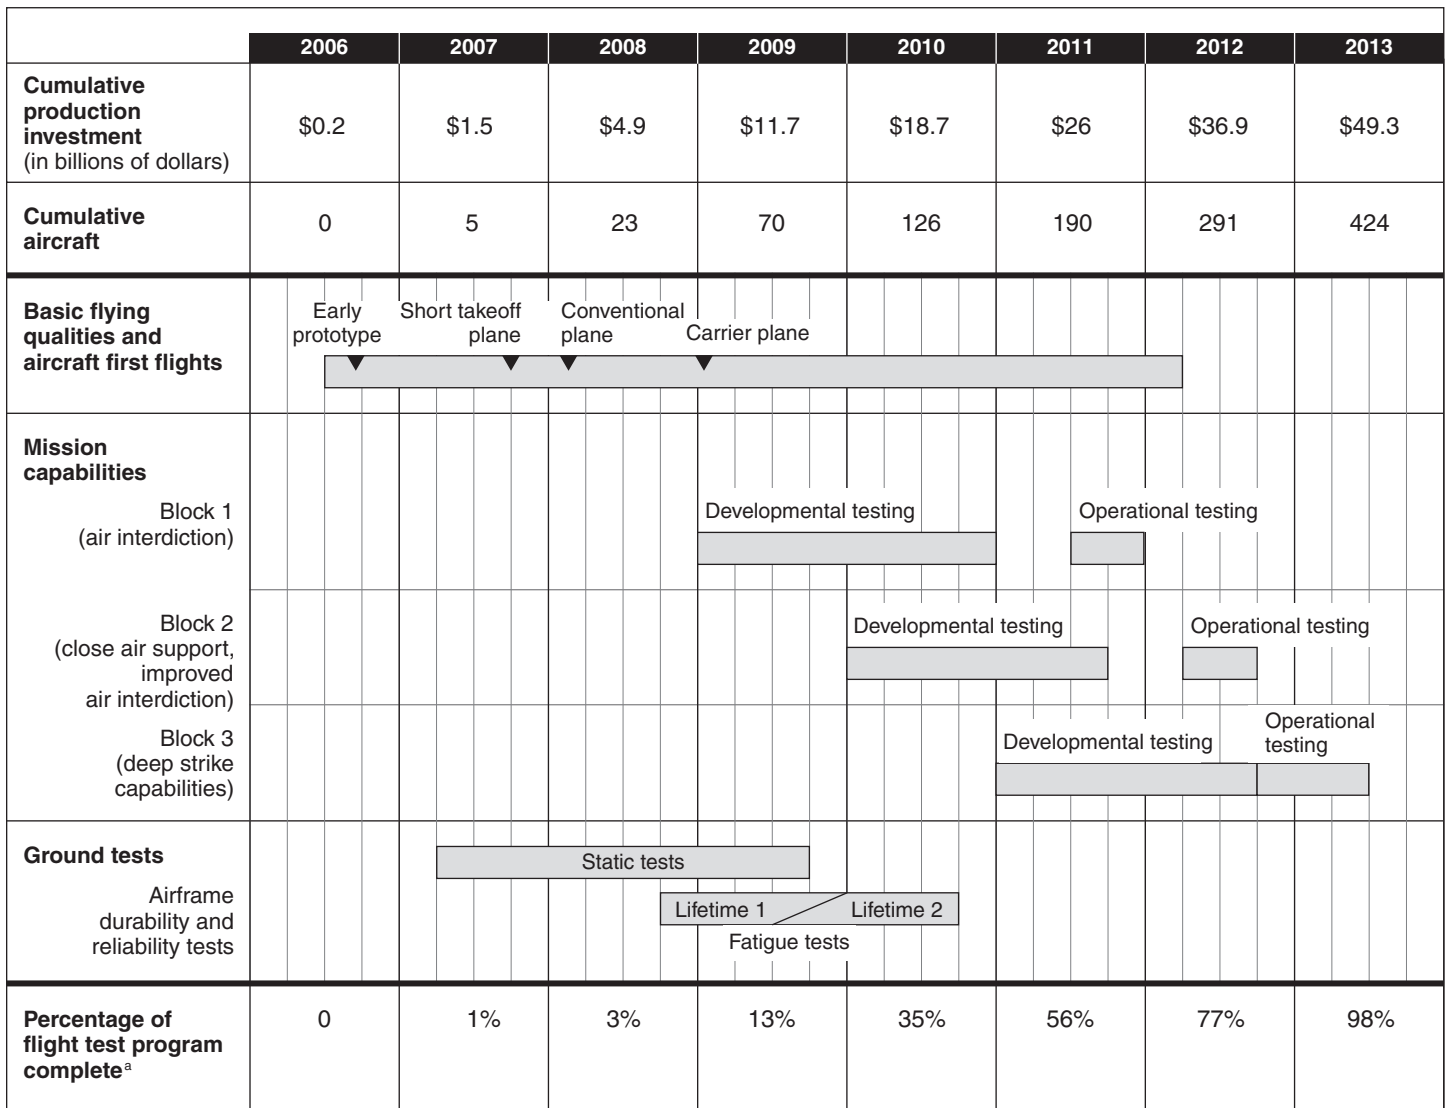 2006 2007 2008 2009 2010 2011 2012 2013
Cumulative
production
investment
(in billions of dollars)
$0.2 $1.5 $4.9 $11.7 $18.7 $26 $36.9 $49.3
Cumulative
aircraft
0 5 23 70 126 190 291 424
Basic flying
qualities and
aircraft first flights
Early
prototype
Short takeoff
plane
Conventional
plane
Carrier plane
Mission
capabilities
Block 1
(air interdiction)
Developmental testing
Operational testing
Block 2
(close air support,
improved
air interdiction)
Developmental testing
Operational testing
Block 3
(deep strike
capabilities)
Developmental testing
Operational
testing
Ground tests
Static tests
Airframe
durability and
reliability tests
Lifetime 1
Lifetime 2
Fatigue tests
Percentage of
flight test program
complete a
0 1% 3% 13% 35% 56% 77% 98%